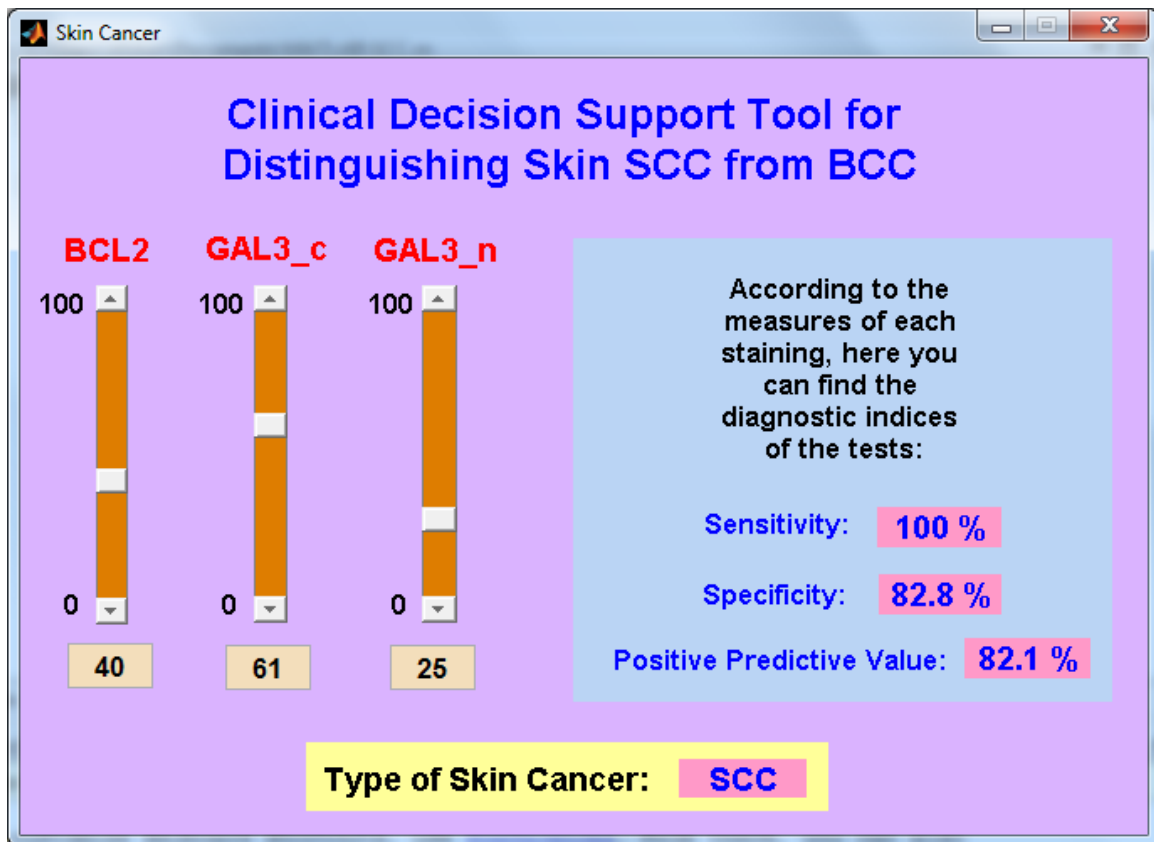 Skin Cancer
Clinical Decision Support Tool for
Distinguishing Skin SCC from BCC
BCL2
GAL3_c
GAL3_n
100
100
100
0
0
0
40
61
25
According to the
measures of each
staining, here you
can find the
diagnostic indices
of the tests:
Sensitivity: 100 %
Specificity: 82.8 %
Positive Predictive Value: 82.1 %
Type of Skin Cancer: SCC